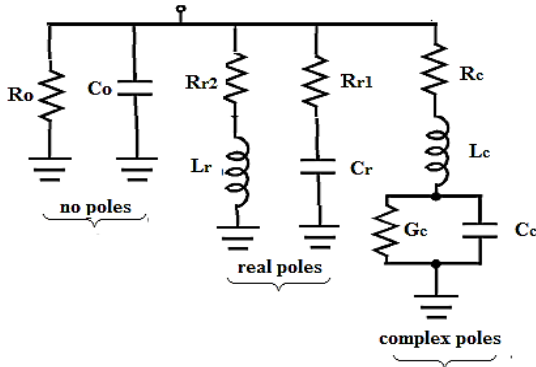 Ro
Co
Rr2
Rr1
Rc
Lr
Cr
Lc
Gc
Cc
no poles
real poles
complex poles